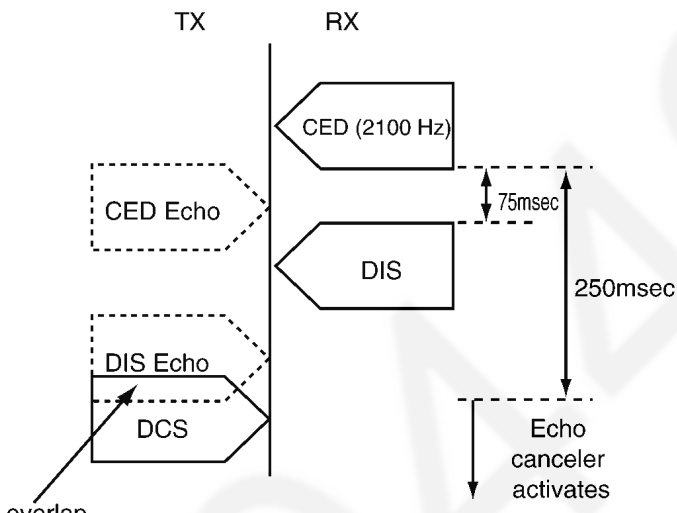 TX
RX
CED (2100 Hz)
CED Echo
75msec
DIS
250msec
DIS Echo
DCS
Echo
canceler
activates
overlap